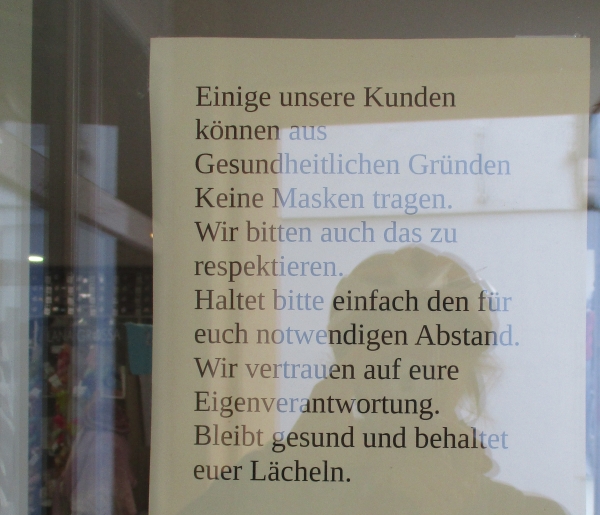 Einige unsere Kunden
können aus
Gesundheitlichen Gründen
Keine Masken tragen.
Wir bitten auch das zu
respektieren.
Haltet bitte einfach den für
euch notwendigen Abstand.
Wir vertrauen auf eure
Eigenverantwortung.
Bleibt gesund und behaltet
euer Lächeln.